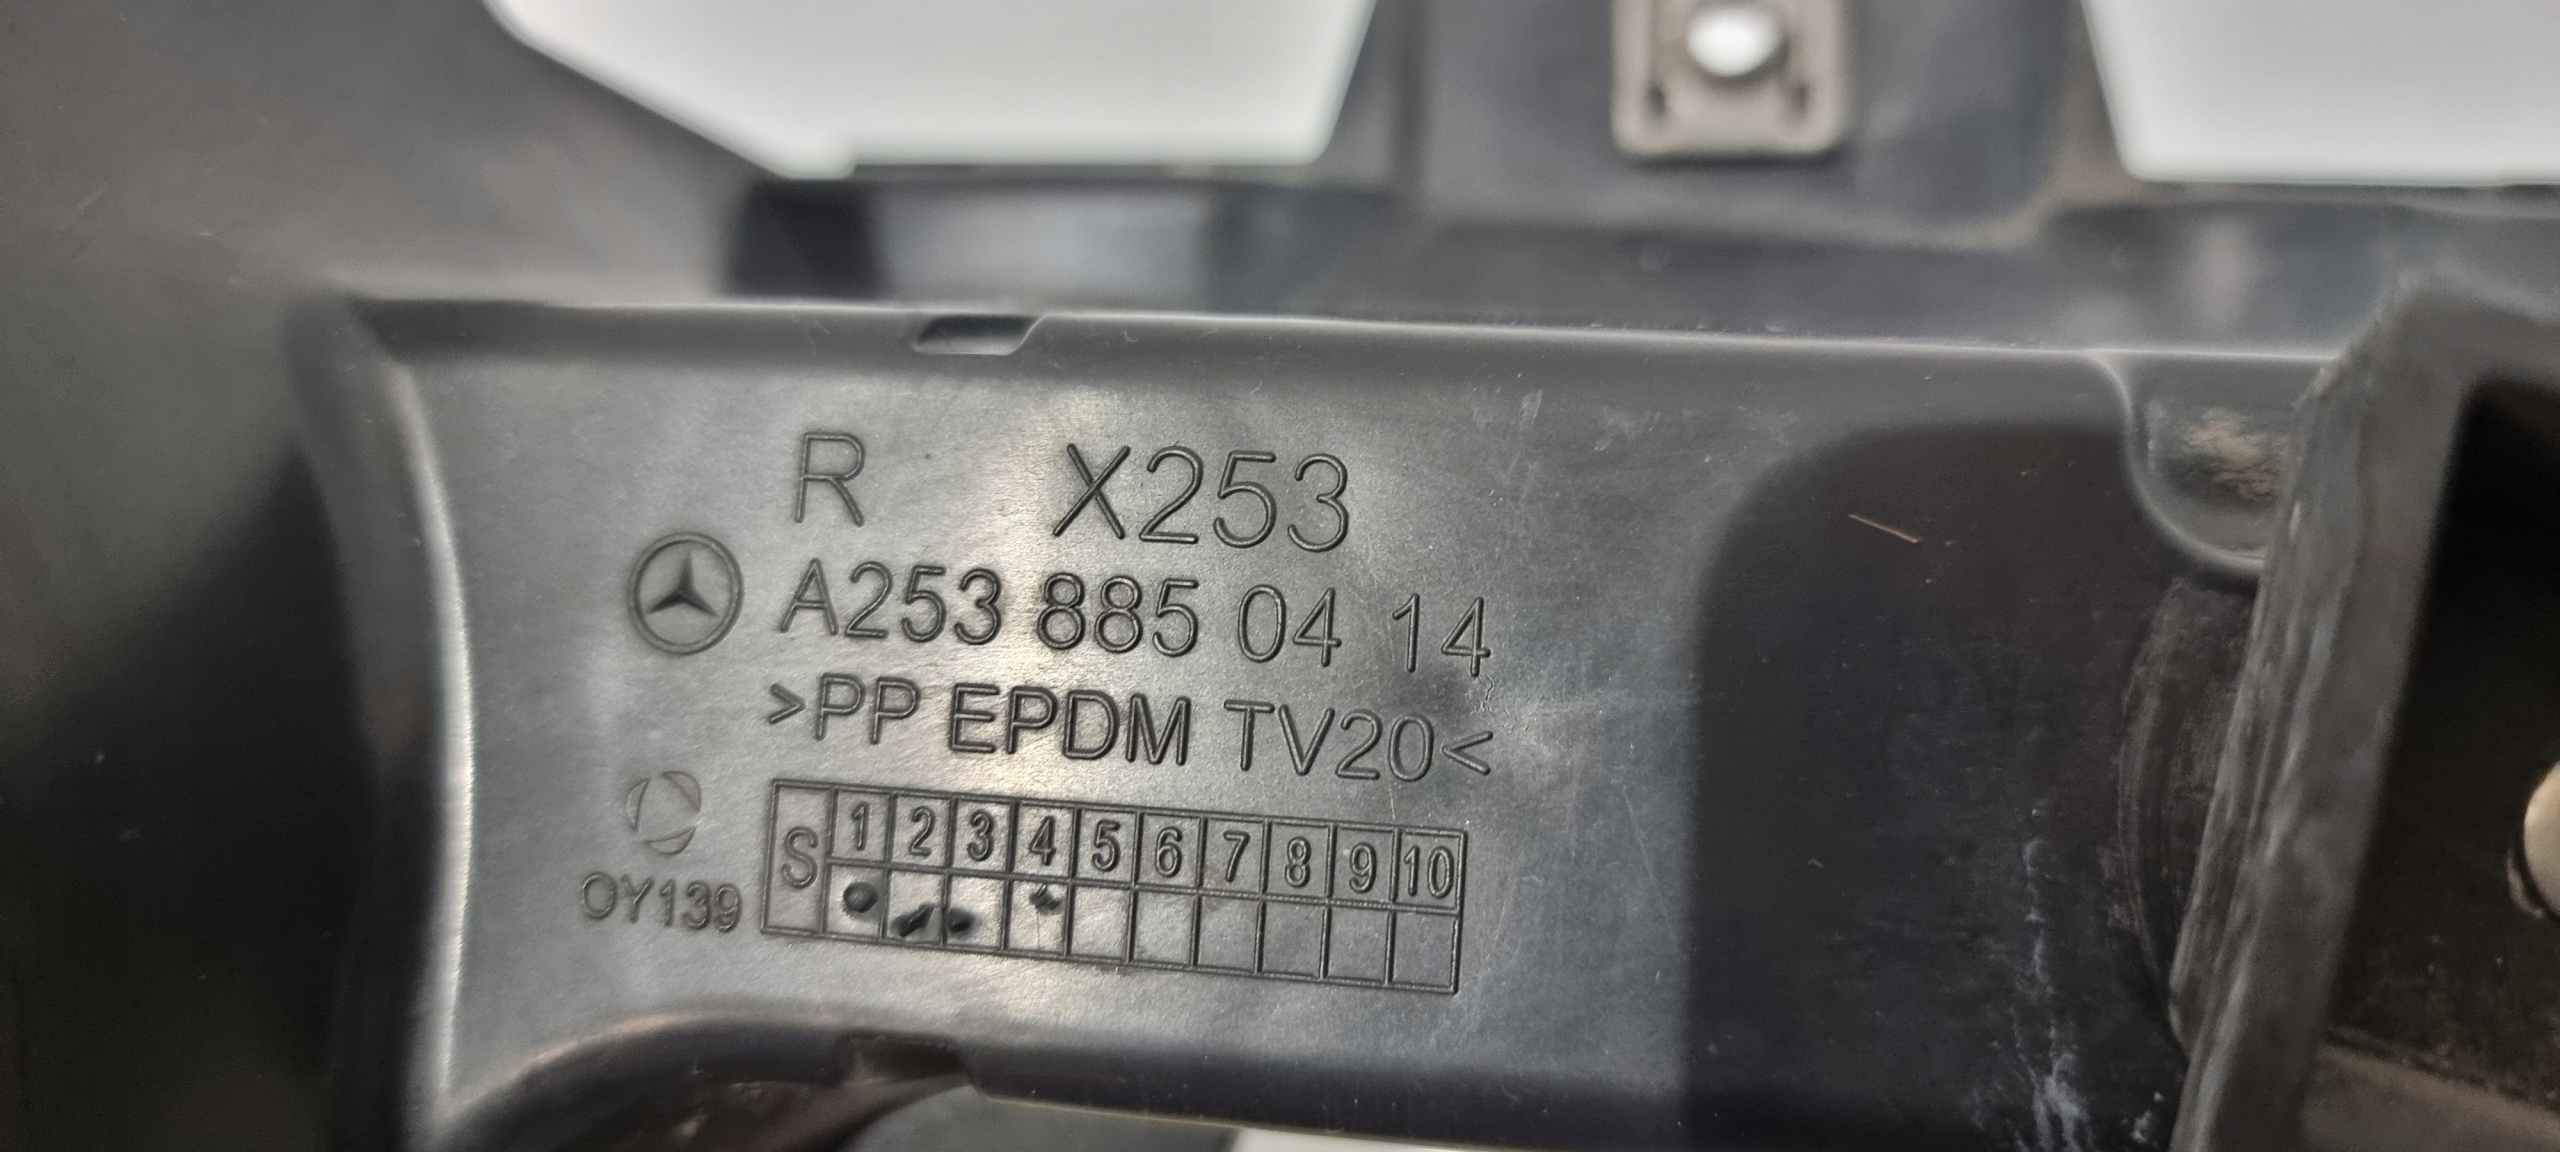 R X253
A253 885 04 14
>PP EPDM TV20<
S 1 2 3 4 5 6 7 8 9 10
OY139